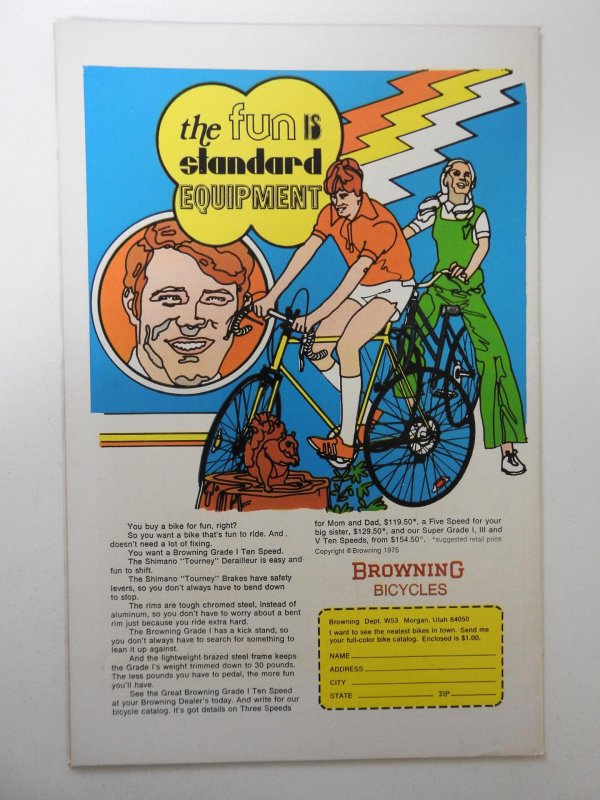 the fun IS
standard
EQUIPMENT
You buy a bike for fun, right?
So you want a bike that's fun to ride. And
doesn't need a lot of fixing.
You want a Browning Grade I Ten Speed.
The Shimano "Tourney" Derailleur is easy and
fun to shift.
The Shimano "Tourney" Brakes have safety
levers, so you don't always have to bend down
to stop.
The rims are tough chromed steel, instead of
aluminum, so you don't have to worry about a bent
rim just because you ride extra hard.
The Browning Grade I has a kick stand, so
you don't always have to search for something to
lean it up against.
And the lightweight brazed steel frame keeps
the Grade I's weight trimmed down to 30 pounds.
The less pounds you have to pedal, the more fun
you'll have.
See the Great Browning Grade I Ten Speed
at your Browning Dealer's today. And write for our
bicycle catalog. It's got details on Three Speeds
for Mom and Dad, $119.50*, a Five Speed for your
big sister, $129.50*, and our Super Grade I, III and
V Ten Speeds, from $154.50*. *suggested retail price
Copyright © Browning 1975
BROWNING
BICYCLES
Browning Dept. W53 Morgan, Utah 84050
I want to see the neatest bikes in town. Send me
your full-color bike catalog. Enclosed is $1.00.
NAME
ADDRESS
CITY
STATE ZIP